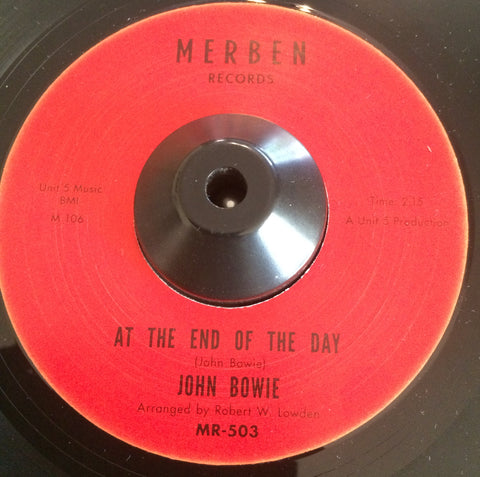 MERBEN
RECORDS
Unit 5 Music
BMI
M 106
Time: 2:15
A Unit 5 Production
AT THE END OF THE DAY
(John Bowie)
JOHN BOWIE
Arranged by Robert W. Lowden
MR-503